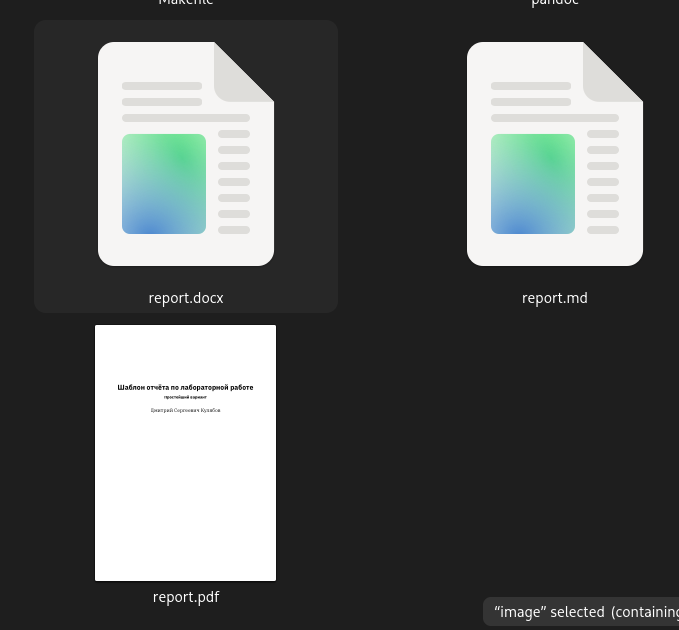 Makefile
pandoc
report.docx
report.md
Шаблон отчёта по лабораторной работе
Простейший вариант
Дмитрий Сергеевич Кулябов
report.pdf
“image” selected (containing